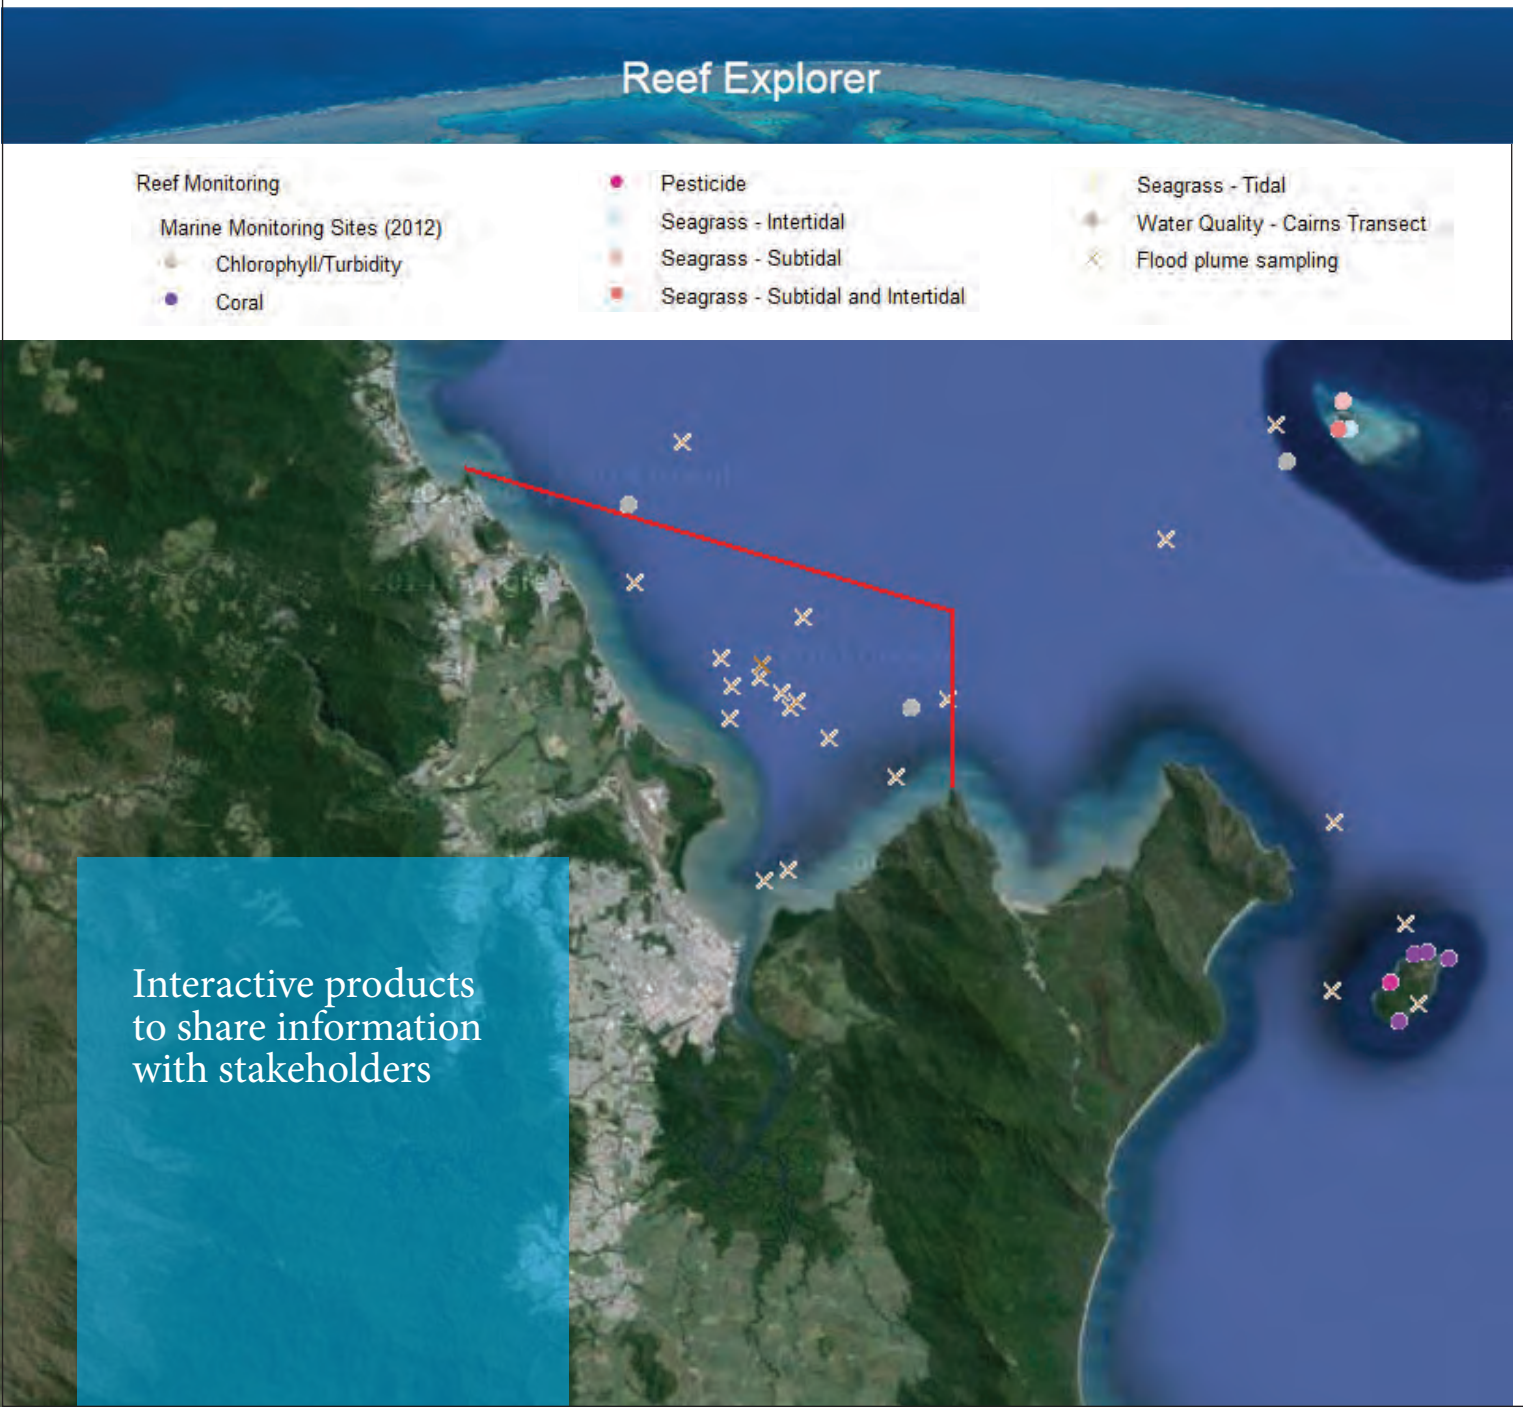 Reef Explorer
Reef Monitoring
Marine Monitoring Sites (2012)
Chlorophyll/Turbidity
Coral
Pesticide
Seagrass - Intertidal
Seagrass - Subtidal
Seagrass - Subtidal and Intertidal
Seagrass - Tidal
Water Quality - Cairns Transect
Flood plume sampling
Interactive products
to share information
with stakeholders